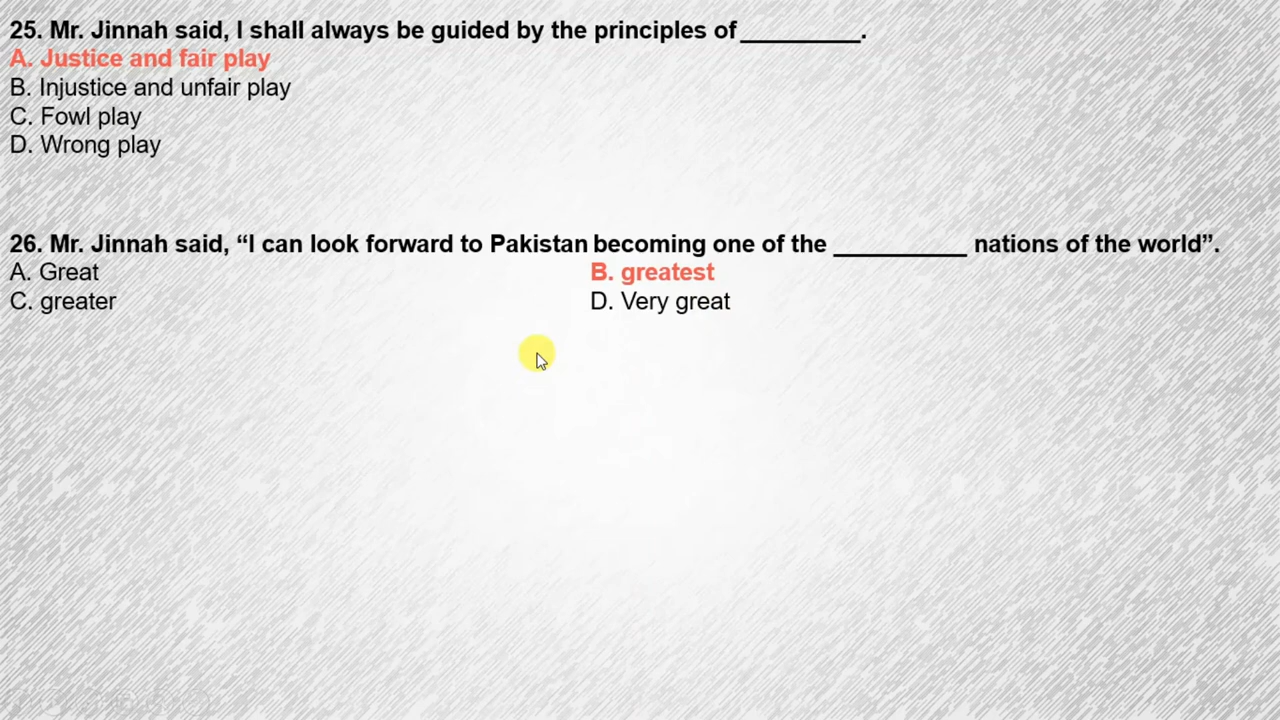 25. Mr. Jinnah said, I shall always be guided by the principles of_________.
A. Justice and fair play
B. Injustice and unfair play
C. Fowl play
D. Wrong play
26. Mr. Jinnah said, “I can look forward to Pakistan becoming one of the __________ nations of the world”.
A. Great B. greatest
C. greater D. Very great